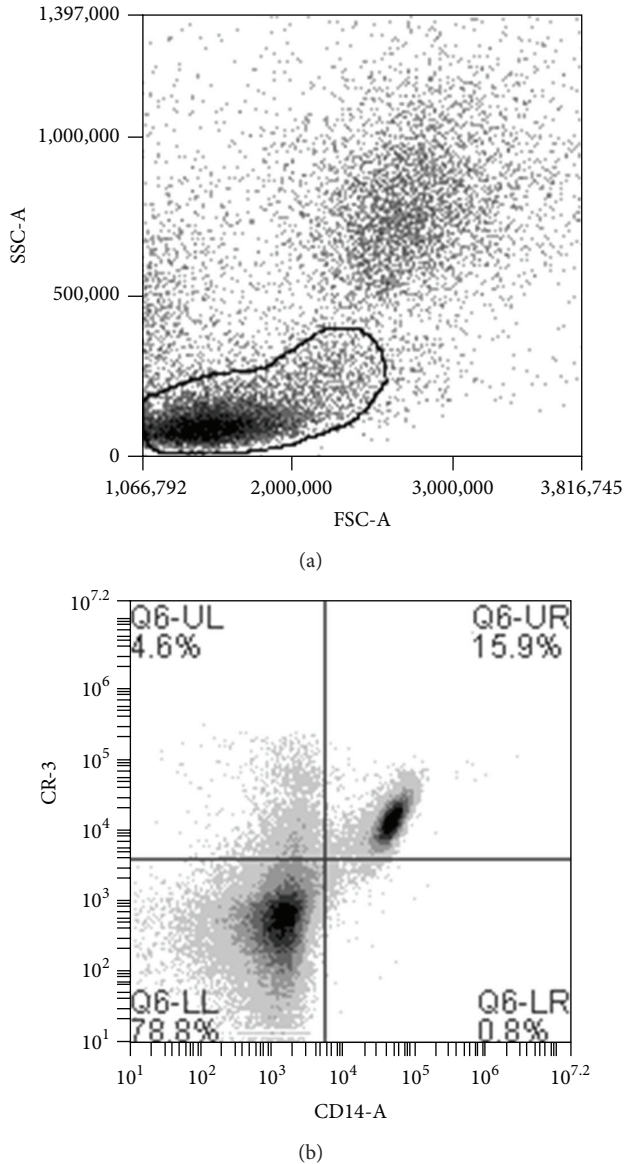 1,397,000
1,000,000
SSC-A
500,000
0
1,066,792 2,000,000 3,000,000 3,816,745
FSC-A
(a)
10^7.2
Q6-UL Q6-UR
4.6% 15.9%
10^6
10^5
CR-3
10^4
10^3
10^2
Q6-LL Q6-LR
78.8% 0.8%
10^1
10^1 10^2 10^3 10^4 10^5 10^6 10^7.2
CD14-A
(b)